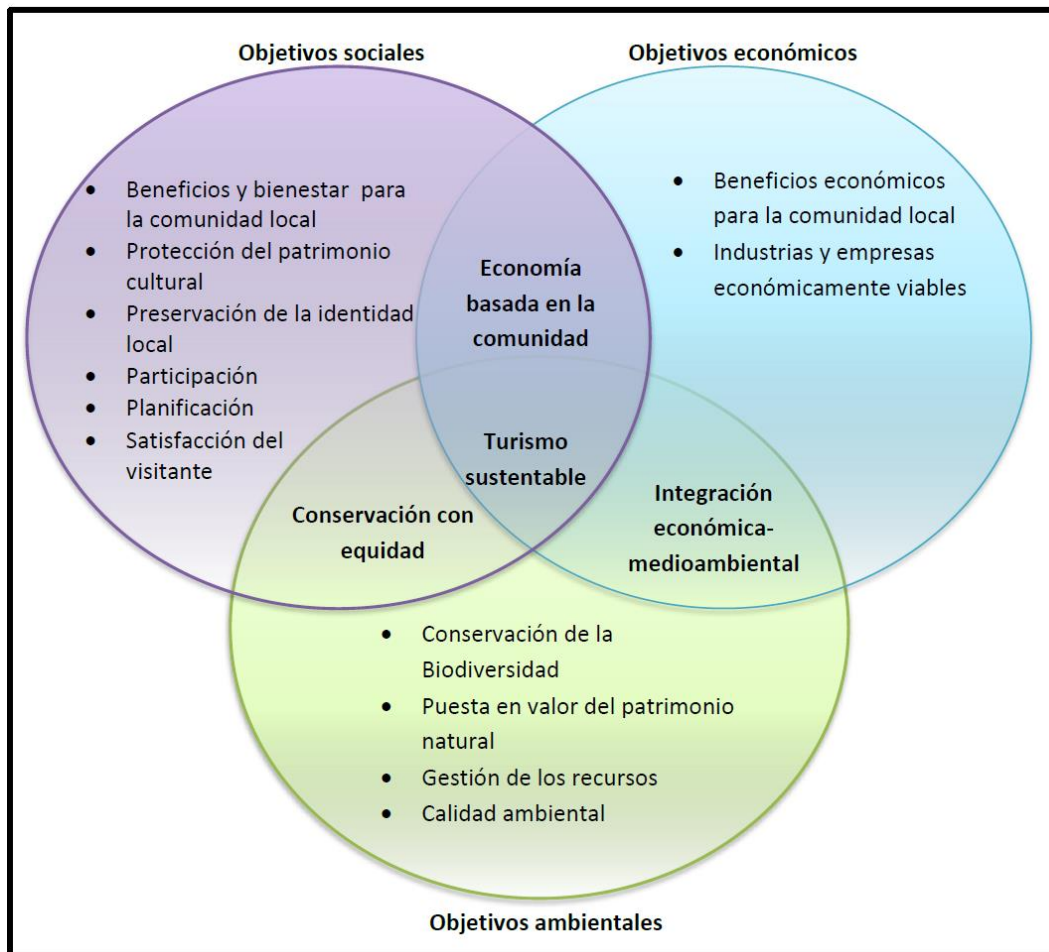 Objetivos sociales
Objetivos económicos
• Beneficios y bienestar para
la comunidad local
• Protección del patrimonio
cultural
• Preservación de la identidad
local
• Participación
• Planificación
• Satisfacción del
visitante
Economía
basada en la
comunidad
• Beneficios económicos
para la comunidad local
• Industrias y empresas
económicamente viables
Turismo
sustentable
Conservación con
equidad
Integración
económica-
medioambiental
• Conservación de la
Biodiversidad
• Puesta en valor del patrimonio
natural
• Gestión de los recursos
• Calidad ambiental
Objetivos ambientales